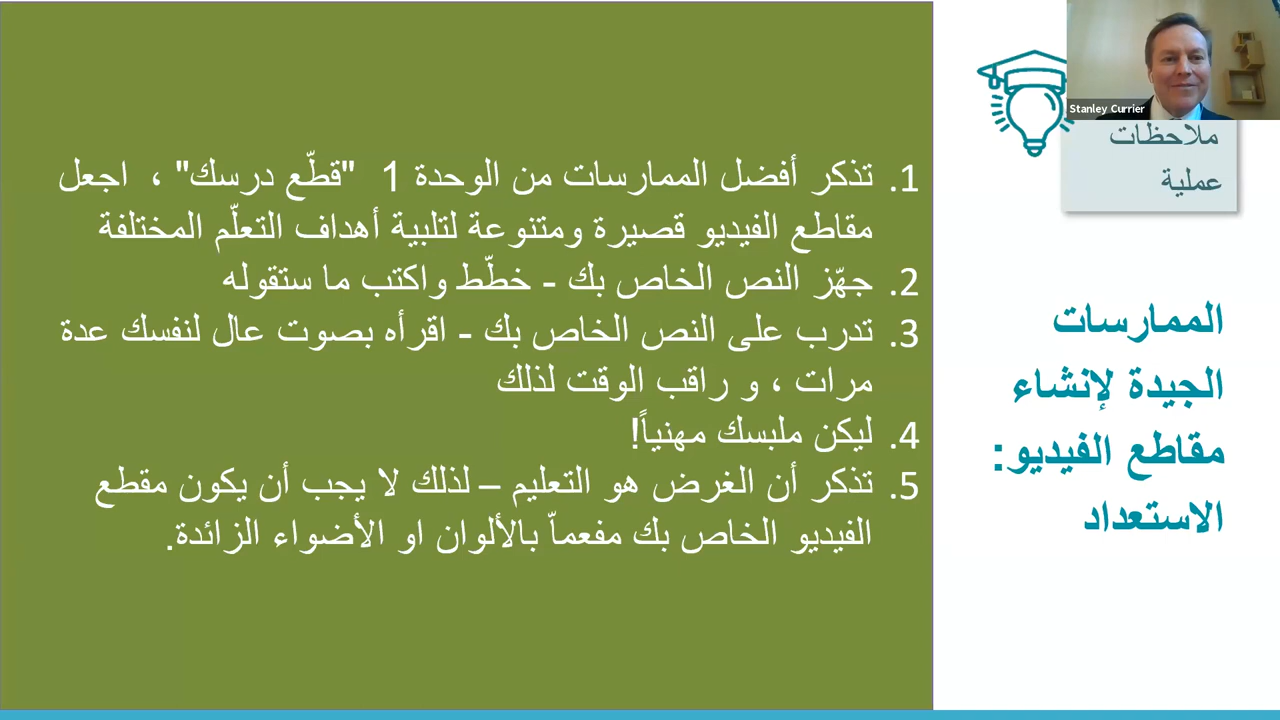 Stanley Currier
ملاحظات
عملية
الممارسات
الجيدة لإنشاء
مقاطع الفيديو:
الاستعداد
1. تذكر أفضل الممارسات من الوحدة 1 "قطّع درسك" ، اجعل
مقاطع الفيديو قصيرة ومتنوعة لتلبية أهداف التعلّم المختلفة
2. جهّز النص الخاص بك - خطّط واكتب ما ستقوله
3. تدرب على النص الخاص بك - اقرأه بصوت عال لنفسك عدة
مرات ، و راقب الوقت لذلك
4. ليكن ملبسك مهنياً!
5. تذكر أن الغرض هو التعليم – لذلك لا يجب أن يكون مقطع
الفيديو الخاص بك مفعماّ بالألوان او الأضواء الزائدة.